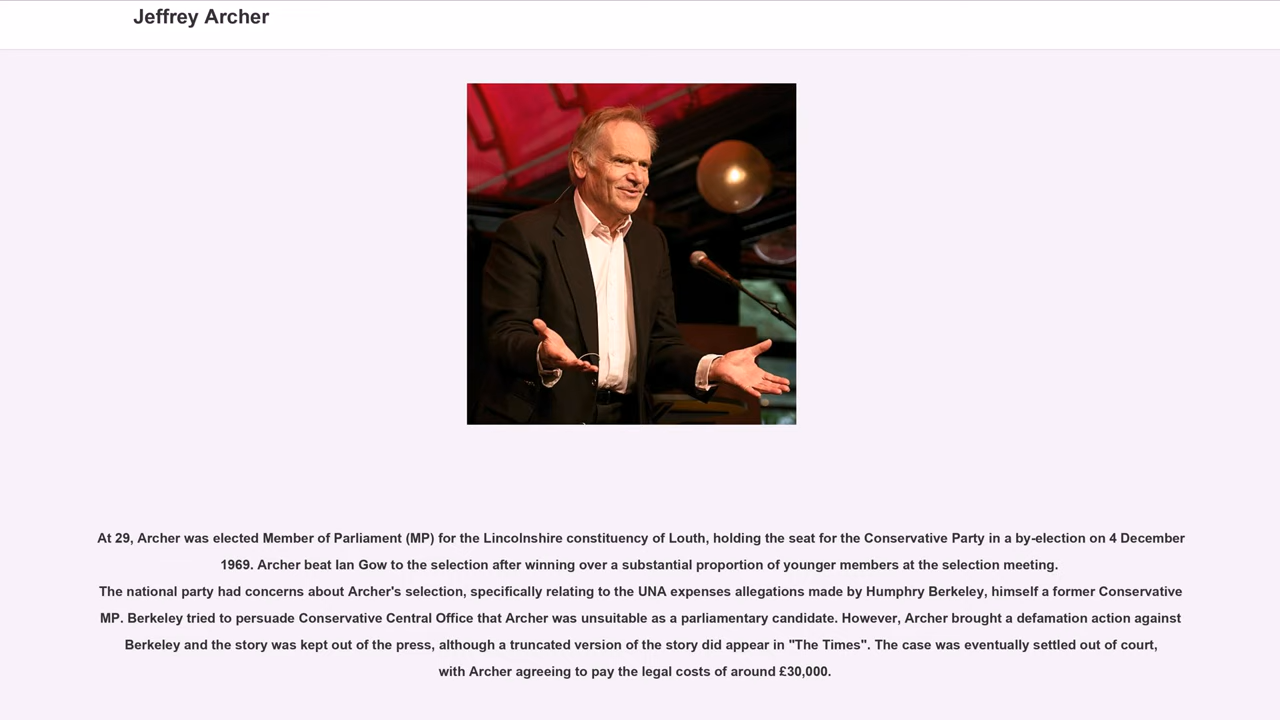 Jeffrey Archer
At 29, Archer was elected Member of Parliament (MP) for the Lincolnshire constituency of Louth, holding the seat for the Conservative Party in a by-election on 4 December
1969. Archer beat Ian Gow to the selection after winning over a substantial proportion of younger members at the selection meeting.
The national party had concerns about Archer's selection, specifically relating to the UNA expenses allegations made by Humphry Berkeley, himself a former Conservative
MP. Berkeley tried to persuade Conservative Central Office that Archer was unsuitable as a parliamentary candidate. However, Archer brought a defamation action against
Berkeley and the story was kept out of the press, although a truncated version of the story did appear in "The Times". The case was eventually settled out of court,
with Archer agreeing to pay the legal costs of around £30,000.